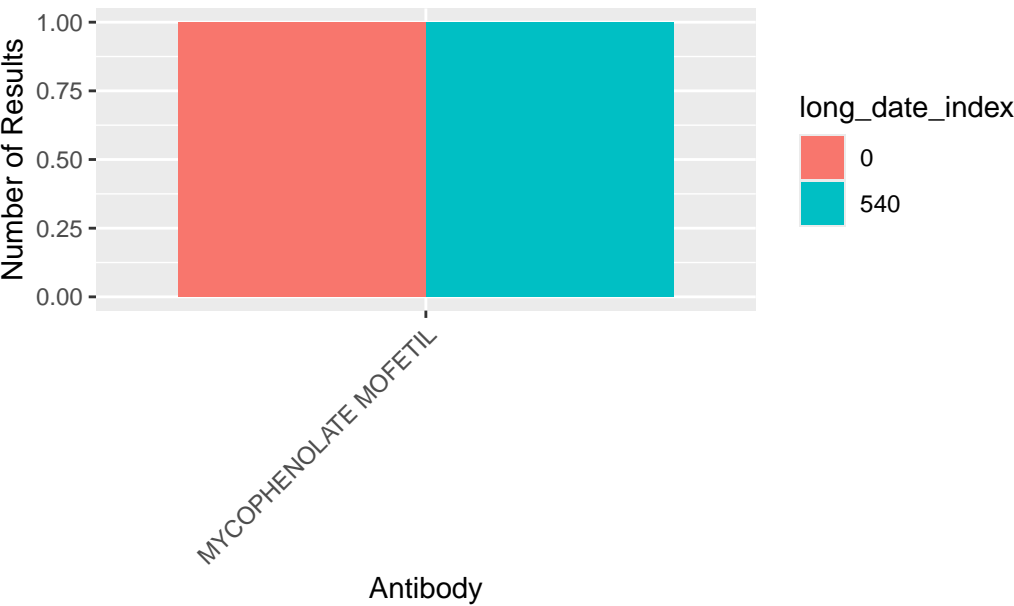 Number of Results
1.00
0.75
0.50
0.25
0.00
MYCOPHENOLATE MOFETIL
Antibody
long_date_index
0
540